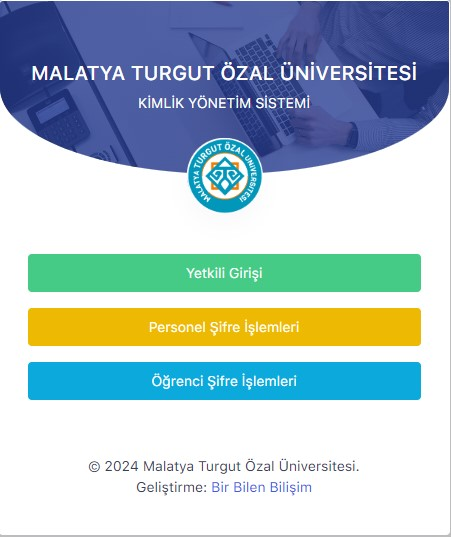 MALATYA TURGUT ÖZAL ÜNİVERSİTESİ
KİMLİK YÖNETİM SİSTEMİ
MALATYA TURGUT ÖZAL ÜNİVERSİTESİ
Yetkili Girişi
Personel Şifre İşlemleri
Öğrenci Şifre İşlemleri
© 2024 Malatya Turgut Özal Üniversitesi.
Geliştirme: Bir Bilen Bilişim